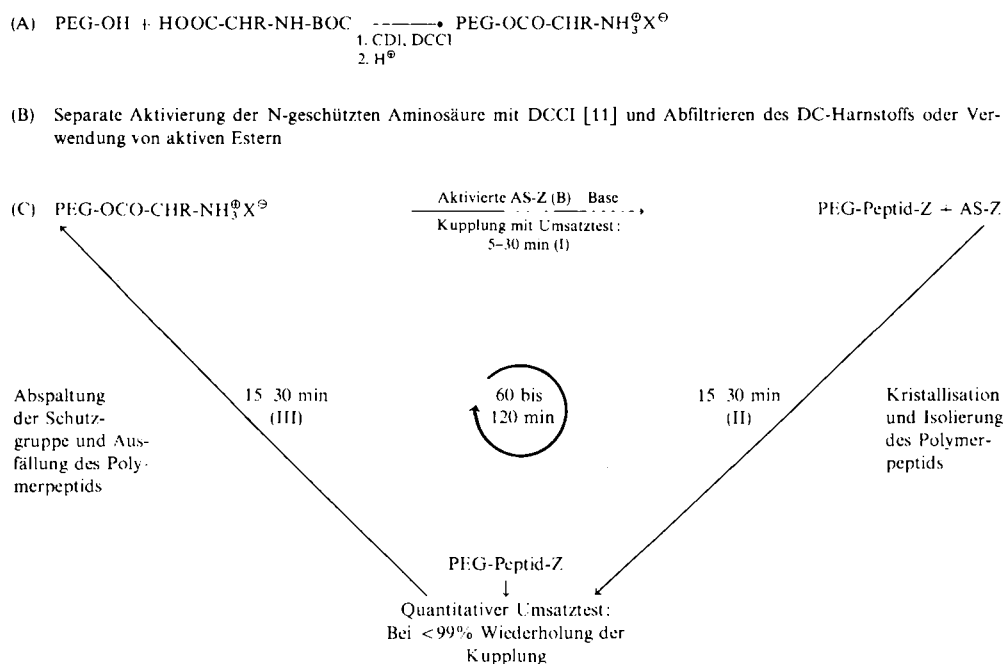 (A) PEG-OH + HOOC-CHR-NH-BOC → PEG-OCO-CHR-NH₃⊕X⊖
1. CDI, DCCI
2. H⊕
(B) Separate Aktivierung der N-geschützten Aminosäure mit DCCI [11] und Abfiltrieren des DC-Harnstoffs oder Ver-
wendung von aktiven Estern
(C) PEG-OCO-CHR-NH₃⊕X⊖
Aktivierte AS-Z (B) Base
Kupplung mit Umsatztest:
5–30 min (I)
PEG-Peptid-Z + AS-Z
Abspaltung
der Schutz-
gruppe und Aus-
fällung des Poly-
merpeptids
15 30 min
(III)
60 bis
120 min
15 30 min
(II)
Kristallisation
und Isolierung
des Polymer-
peptids
PEG-Peptid-Z
↓
Quantitativer Umsatztest:
Bei <99% Wiederholung der
Kupplung